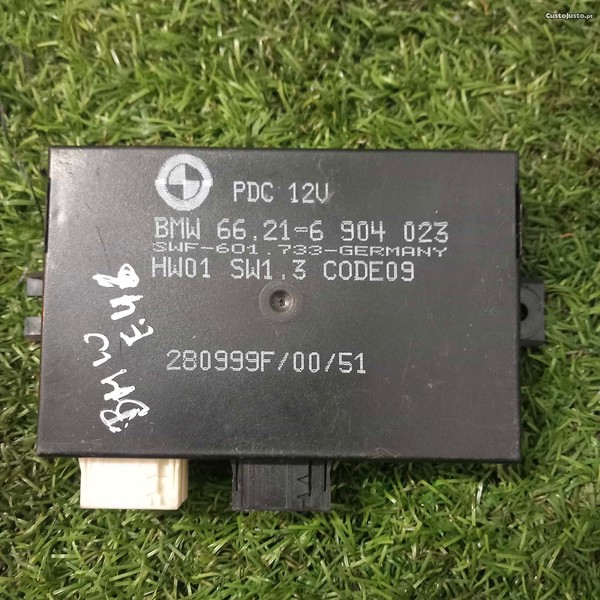 CustoJusto.pt
PDC 12V
BMW 66.21-6 904 023
SWF-601.733-GERMANY
HW01 SW1.3 CODE09
280999F/00/51
BMW
E46